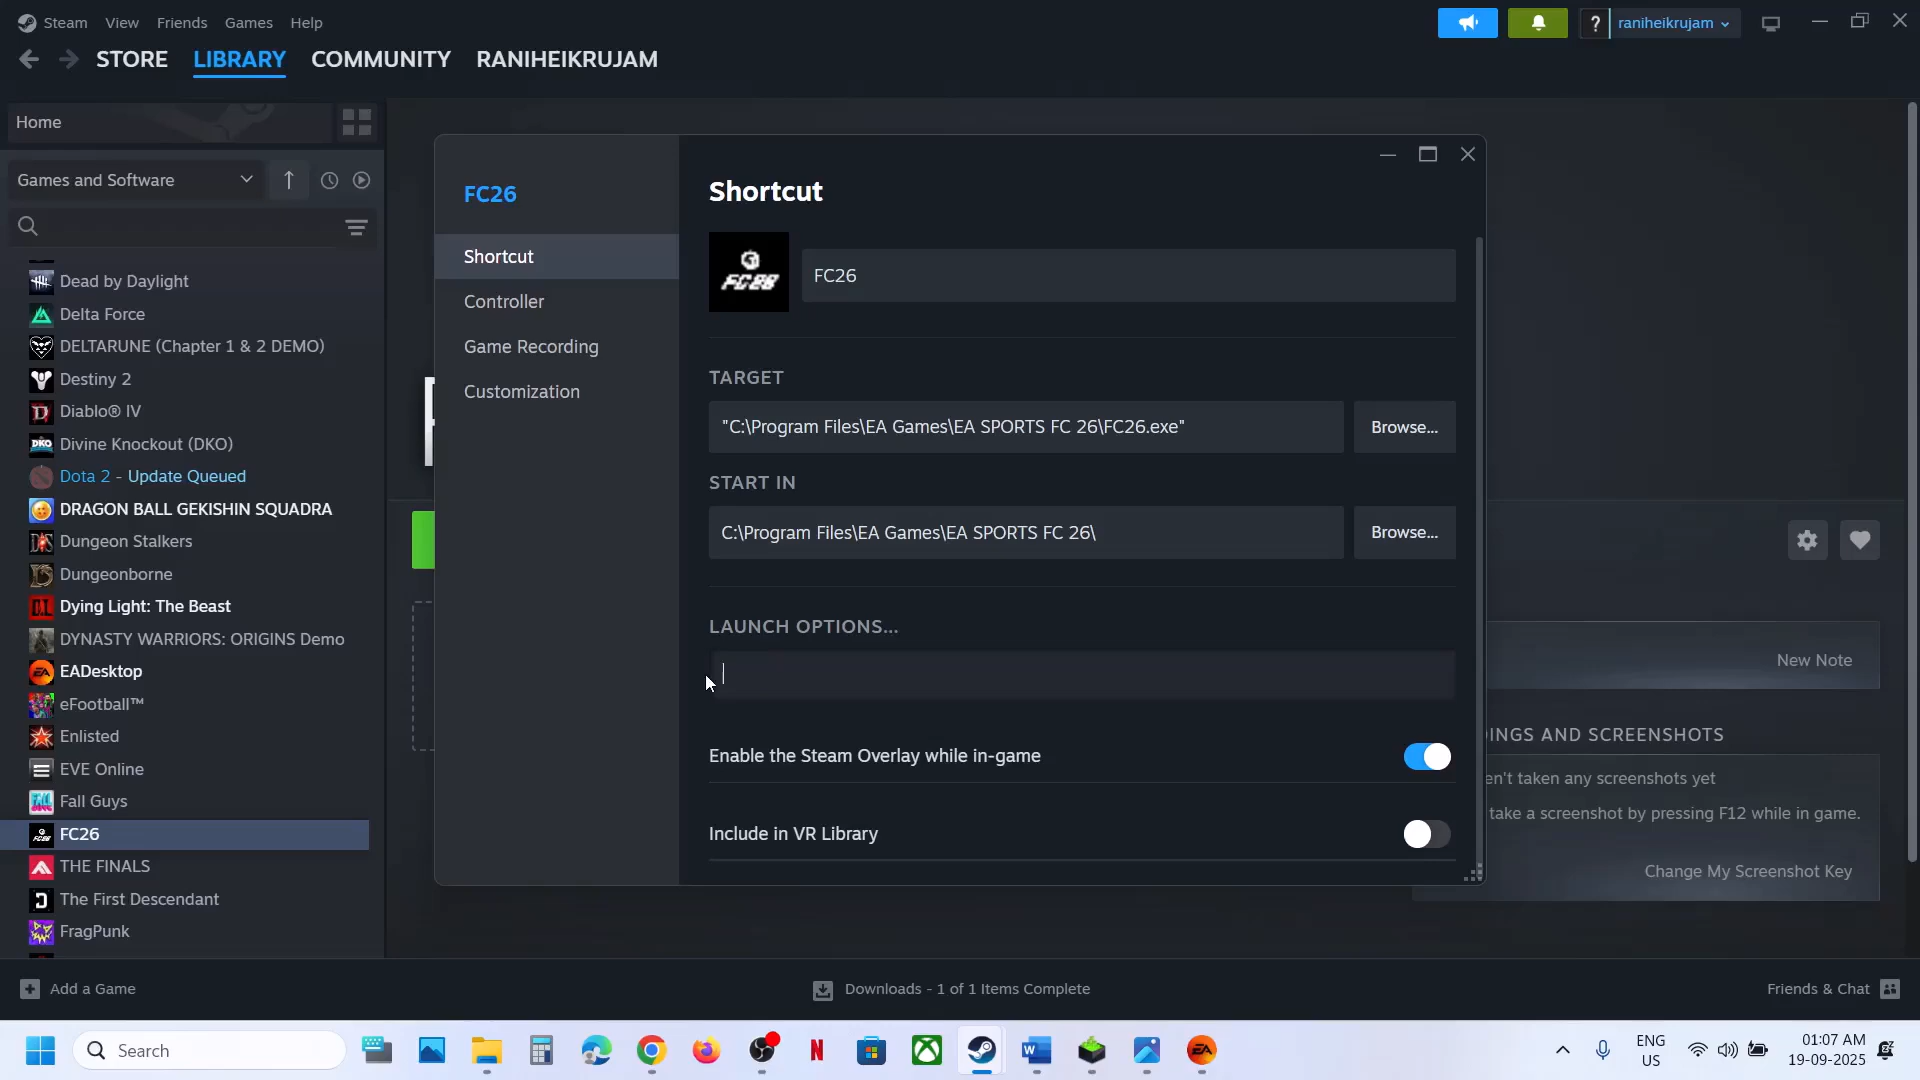 Steam View Friends Games Help
? raniheikrujam
STORE LIBRARY COMMUNITY RANIHEIKRUJAM
Home
Games and Software
Dead by Daylight
Delta Force
DELTARUNE (Chapter 1 & 2 DEMO)
Destiny 2
Diablo® IV
Divine Knockout (DKO)
Dota 2 - Update Queued
DRAGON BALL GEKISHIN SQUADRA
Dungeon Stalkers
Dungeonborne
Dying Light: The Beast
DYNASTY WARRIORS: ORIGINS Demo
EADesktop
eFootball™
Enlisted
EVE Online
Fall Guys
FC26
THE FINALS
The First Descendant
FragPunk
FC26
Shortcut
Controller
Game Recording
Customization
Shortcut
FC26
FC26
TARGET
"C:\Program Files\EA Games\EA SPORTS FC 26\FC26.exe" Browse...
START IN
C:\Program Files\EA Games\EA SPORTS FC 26\ Browse...
LAUNCH OPTIONS...
Enable the Steam Overlay while in-game
Include in VR Library
New Note
INGS AND SCREENSHOTS
en't taken any screenshots yet
take a screenshot by pressing F12 while in game.
Change My Screenshot Key
Add a Game
Downloads - 1 of 1 Items Complete
Friends & Chat
Search
ENG
US
01:07 AM
19-09-2025